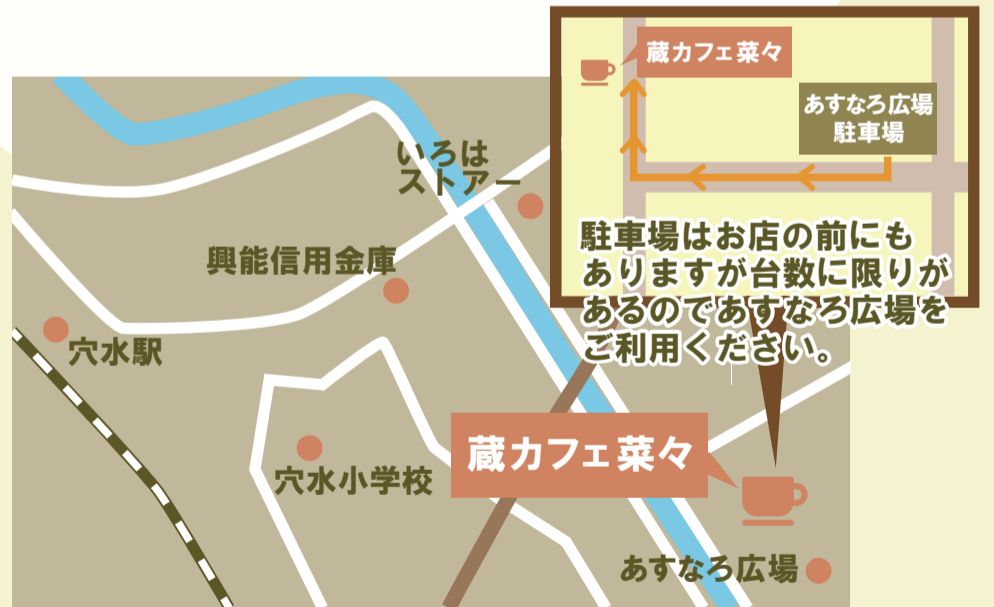 蔵カフェ菜々
あすなろ広場
駐車場
駐車場はお店の前にも
ありますが台数に限りが
あるのであすなろ広場を
ご利用ください。
いろは
ストアー
興能信用金庫
穴水駅
穴水小学校
蔵カフェ菜々
あすなろ広場